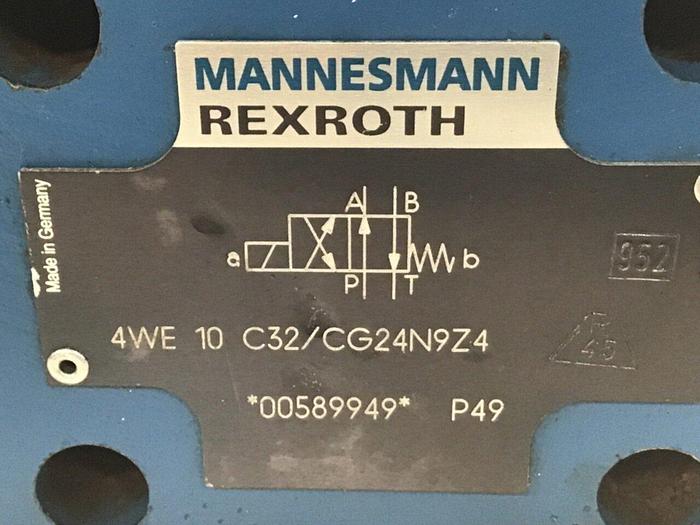 MANNESMANN
REXROTH
Made in Germany
A B
a b
P T
952
4WE 10 C32/CG24N9Z4
45
*00589949* P49